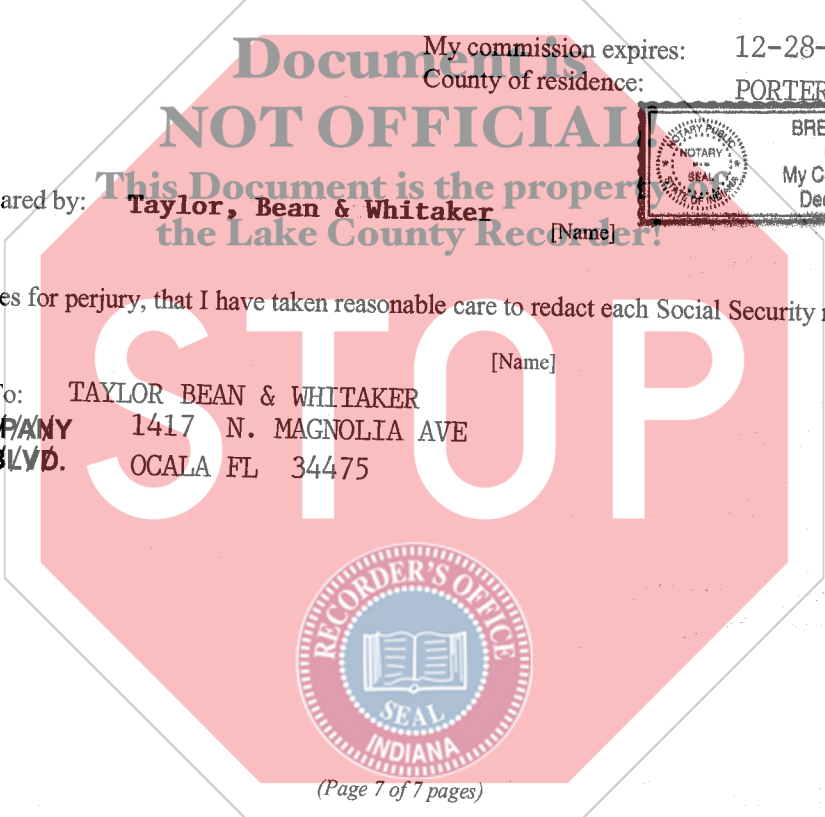 My commission expires: 12-28-
County of residence: PORTER
Document is
NOT OFFICIAL!
This Document is the property of
the Lake County Recorder!
NOTARY PUBLIC
NOTARY
SEAL
STATE OF INDIANA
BRE
My C
Dec
ared by: Taylor, Bean & Whitaker
[Name]
es for perjury, that I have taken reasonable care to redact each Social Security
[Name]
STOP
To: TAYLOR BEAN & WHITAKER
PANY 1417 N. MAGNOLIA AVE
BLVD. OCALA FL 34475
RECORDER'S OFFICE
SEAL
INDIANA
(Page 7 of 7 pages)